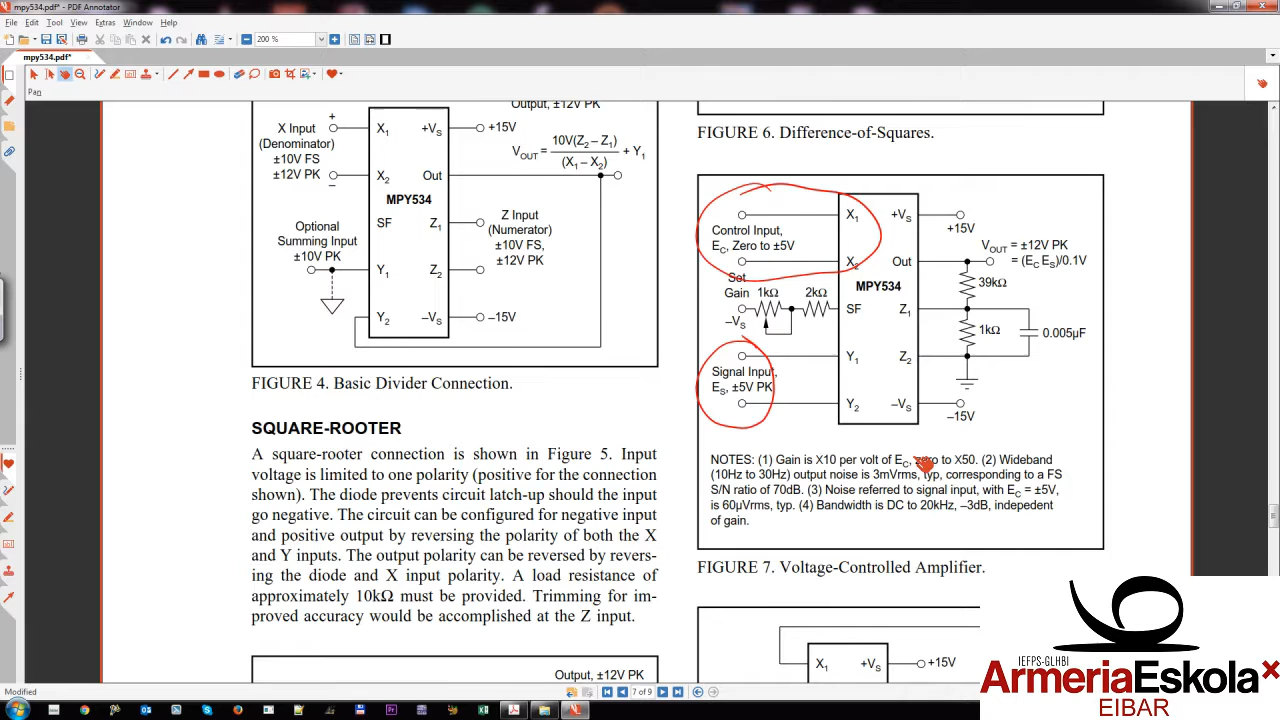 mpy534.pdf* - PDF Annotator
File Edit Tool View Extras Window Help
200 %
mpy534.pdf*
Pan
Output, ±12V PK
X Input
(Denominator)
±10V FS
±12V PK
+
–
X1
X2
SF
Y1
Y2
MPY534
+VS
Out
Z1
Z2
–VS
+15V
VOUT = 10V(Z2 – Z1) / (X1 – X2) + Y1
Z Input
(Numerator)
±10V FS,
±12V PK
Optional
Summing Input
±10V PK
–15V
FIGURE 4. Basic Divider Connection.
SQUARE-ROOTER
A square-rooter connection is shown in Figure 5. Input
voltage is limited to one polarity (positive for the connection
shown). The diode prevents circuit latch-up should the input
go negative. The circuit can be configured for negative input
and positive output by reversing the polarity of both the X
and Y inputs. The output polarity can be reversed by revers-
ing the diode and X input polarity. A load resistance of
approximately 10kΩ must be provided. Trimming for im-
proved accuracy would be accomplished at the Z input.
Output, ±12V PK
FIGURE 6. Difference-of-Squares.
Control Input,
EC, Zero to ±5V
Set
Gain
1kΩ
2kΩ
–VS
Signal Input,
ES, ±5V PK
X1
X2
SF
Y1
Y2
MPY534
+VS
Out
Z1
Z2
–VS
+15V
VOUT = ±12V PK
= (EC ES)/0.1V
39kΩ
1kΩ
0.005µF
–15V
NOTES: (1) Gain is X10 per volt of EC, zero to X50. (2) Wideband
(10Hz to 30Hz) output noise is 3mVrms, typ, corresponding to a FS
S/N ratio of 70dB. (3) Noise referred to signal input, with EC = ±5V,
is 60µVrms, typ. (4) Bandwidth is DC to 20kHz, –3dB, indepedent
of gain.
FIGURE 7. Voltage-Controlled Amplifier.
X1
+VS
+15V
IEFPS-GLHBI
ArmeriaEskola
EIBAR
Modified
7 of 9